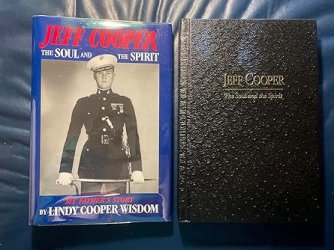 JEFF COOPER
THE SOUL AND THE SPIRIT
MY FATHER'S STORY
BY LINDY COOPER WISDOM
JEFF COOPER
The Soul and the Spirit